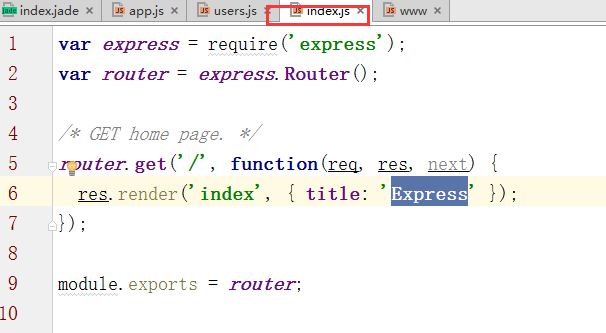 index.jade app.js users.js index.js www
1 var express = require('express');
2 var router = express.Router();
3
4 /* GET home page. */
5 router.get('/', function(req, res, next) {
6 res.render('index', { title: 'Express' });
7 });
8
9 module.exports = router;
10